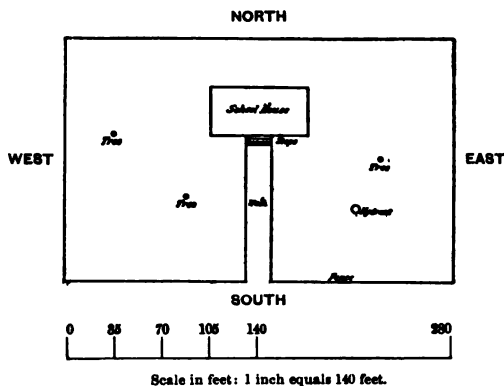 NORTH
School House
Steps
WEST
Tree
Tree
EAST
Tree
Walk
Hydrant
Fence
SOUTH
0 35 70 105 140 280
Scale in feet: 1 inch equals 140 feet.